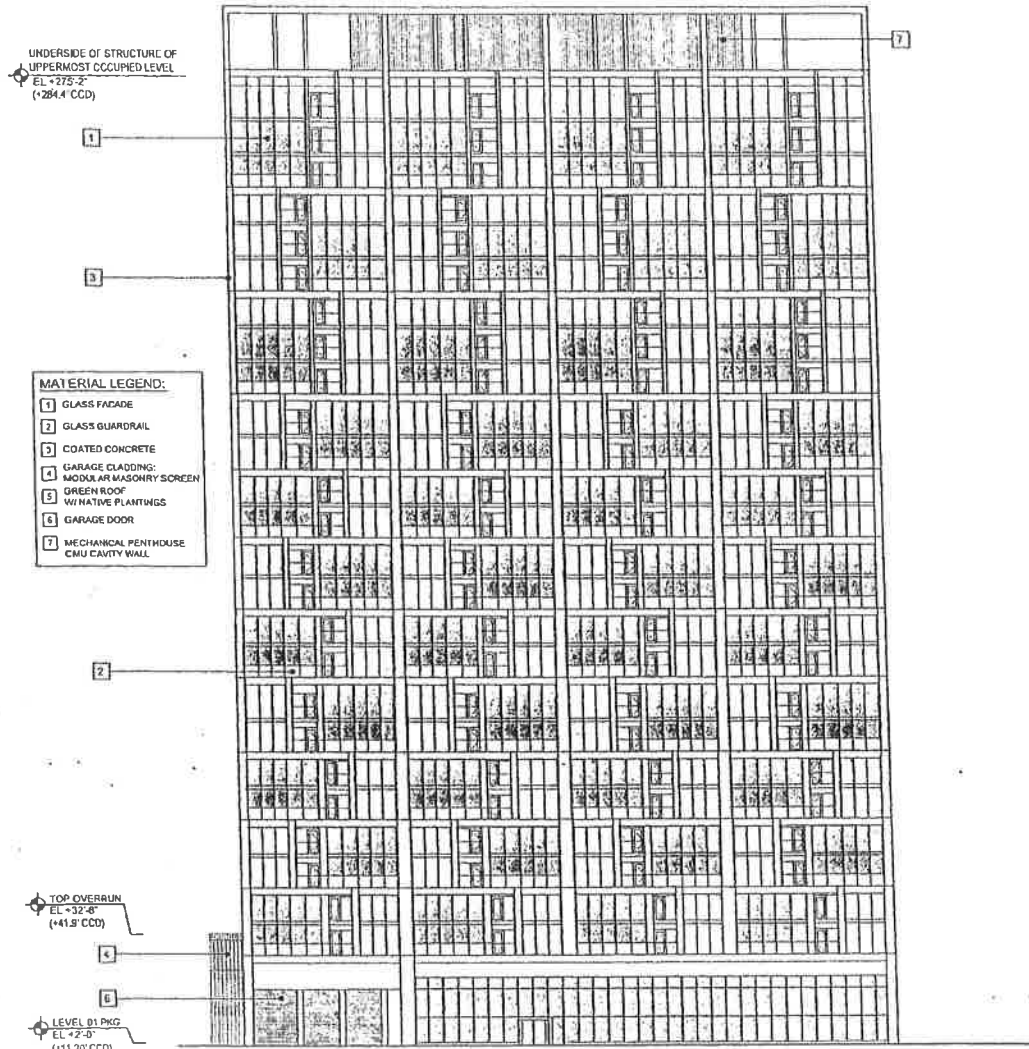 UNDERSIDE OF STRUCTURE OF
UPPERMOST OCCUPIED LEVEL
EL +275'-2"
(+284.4' CCD)
7
1
3
MATERIAL LEGEND:
1 GLASS FACADE
2 GLASS GUARDRAIL
3 COATED CONCRETE
4 GARAGE CLADDING:
MODULAR MASONRY SCREEN
5 GREEN ROOF
W/ NATIVE PLANTINGS
6 GARAGE DOOR
7 MECHANICAL PENTHOUSE
CMU CAVITY WALL
2
TOP OVERRUN
EL +32'-8"
(+41.9' CCD)
4
6
LEVEL 01 PKG
EL +2'-0"
(+11.20' CCD)